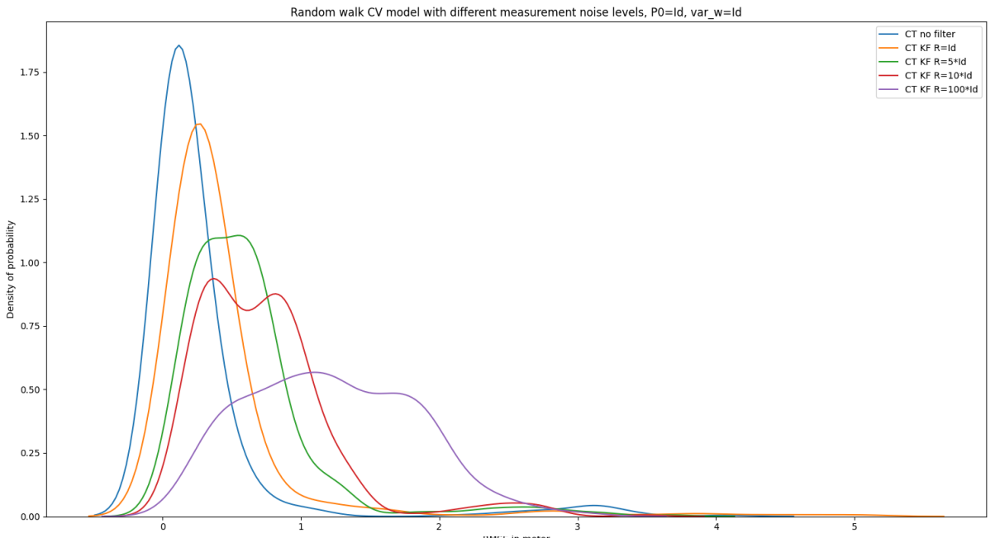 Random walk CV model with different measurement noise levels, P0=Id, var_w=Id
CT no filter
CT KF R=Id
CT KF R=5*Id
CT KF R=10*Id
CT KF R=100*Id
Density of probability
1.75
1.50
1.25
1.00
0.75
0.50
0.25
0.00
0 1 2 3 4 5
in meter